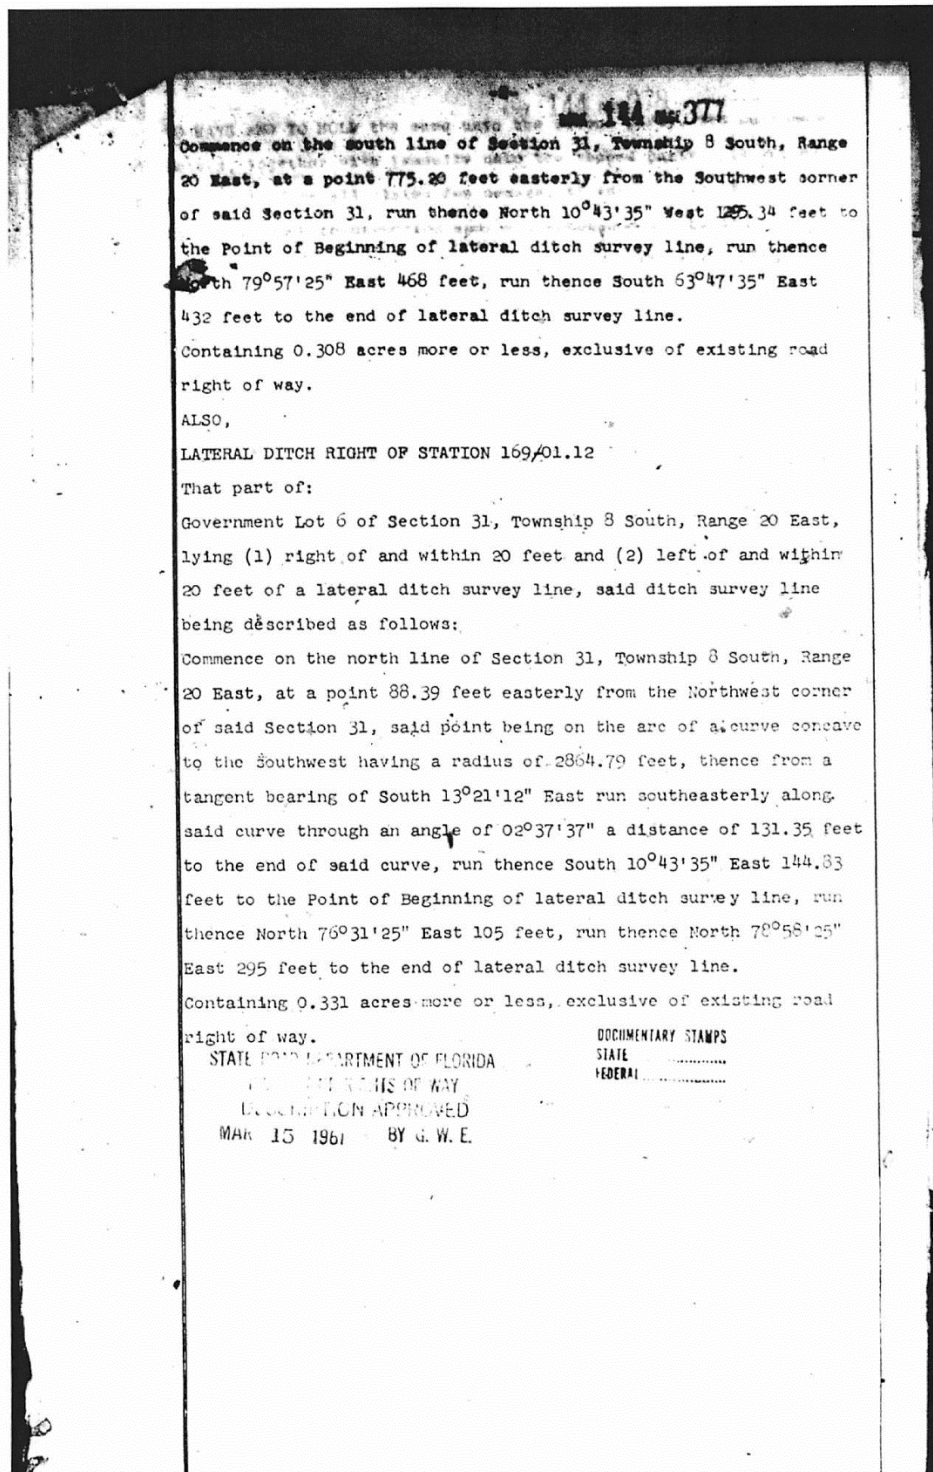 144 377
Commence on the south line of Section 31, Township 8 South, Range
20 East, at a point 775.20 feet easterly from the Southwest corner
of said Section 31, run thence North 10°43'35" West 1295.34 feet to
the Point of Beginning of lateral ditch survey line, run thence
North 79°57'25" East 468 feet, run thence South 63°47'35" East
432 feet to the end of lateral ditch survey line.
Containing 0.308 acres more or less, exclusive of existing road
right of way.
ALSO,
LATERAL DITCH RIGHT OF STATION 169/01.12
That part of:
Government Lot 6 of Section 31, Township 8 South, Range 20 East,
lying (1) right of and within 20 feet and (2) left of and within
20 feet of a lateral ditch survey line, said ditch survey line
being described as follows:
Commence on the north line of Section 31, Township 8 South, Range
20 East, at a point 88.39 feet easterly from the Northwest corner
of said Section 31, said point being on the arc of a curve concave
to the Southwest having a radius of 2864.79 feet, thence from a
tangent bearing of South 13°21'12" East run southeasterly along
said curve through an angle of 02°37'37" a distance of 131.35 feet
to the end of said curve, run thence South 10°43'35" East 144.83
feet to the Point of Beginning of lateral ditch survey line, run
thence North 76°31'25" East 105 feet, run thence North 78°58'25"
East 295 feet to the end of lateral ditch survey line.
Containing 0.331 acres more or less, exclusive of existing road
right of way.
DOCUMENTARY STAMPS
STATE
FEDERAL
STATE ROAD DEPARTMENT OF FLORIDA
RIGHTS OF WAY
DESCRIPTION APPROVED
MAR 15 1961 BY G. W. E.